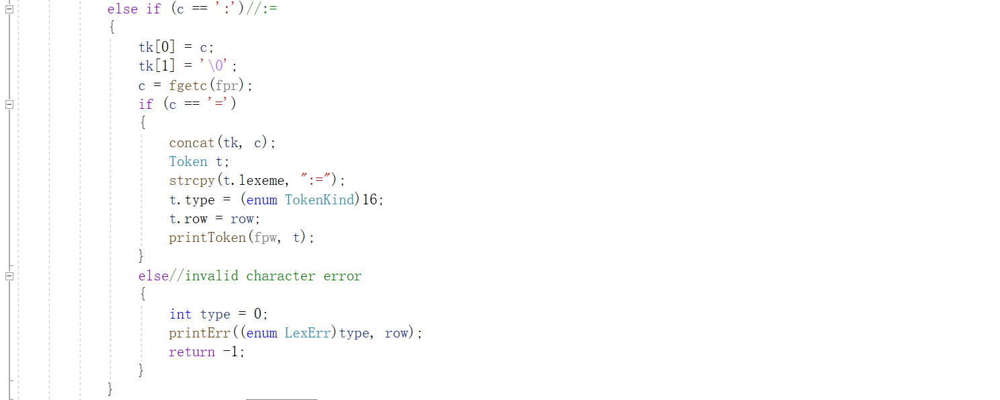 else if (c == ':')//:=
{
tk[0] = c;
tk[1] = '\0';
c = fgetc(fpr);
if (c == '=')
{
concat(tk, c);
Token t;
strcpy(t.lexeme, ":=");
t.type = (enum TokenKind)16;
t.row = row;
printToken(fpw, t);
}
else//invalid character error
{
int type = 0;
printErr((enum LexErr)type, row);
return -1;
}
}